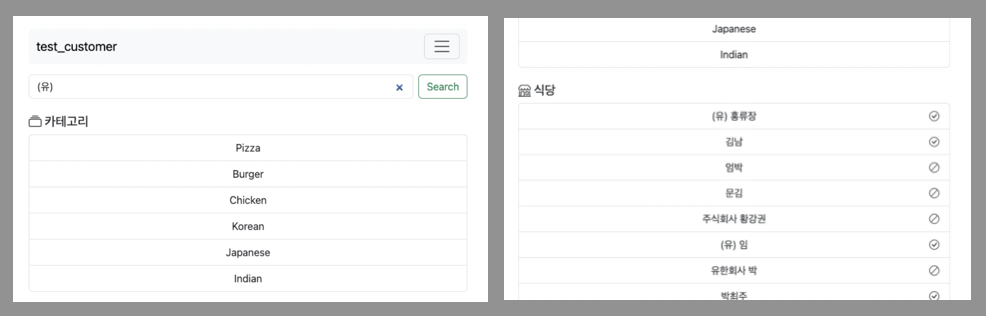 test_customer
(유)
Search
카테고리
Pizza
Burger
Chicken
Korean
Japanese
Indian
Japanese
Indian
식당
(유) 홍류장
김남
엄박
문김
주식회사 황강권
(유) 임
유한회사 박
박최주